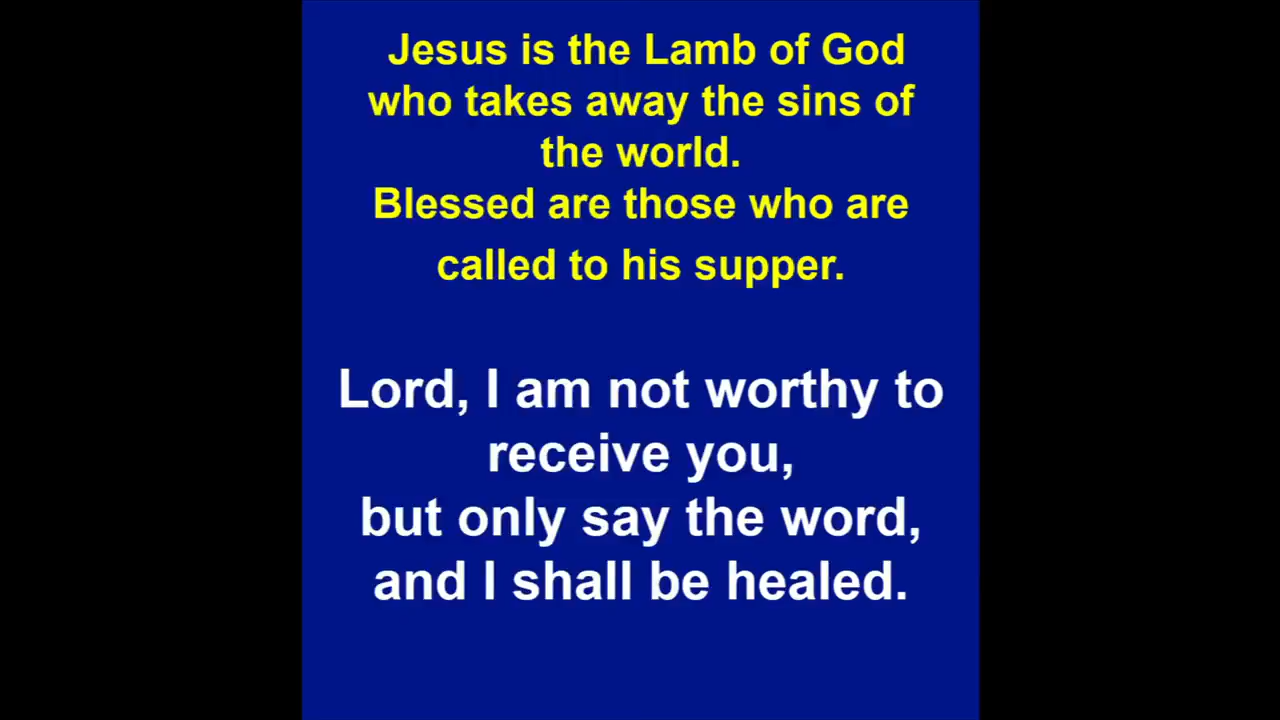 Jesus is the Lamb of God
who takes away the sins of
the world.
Blessed are those who are
called to his supper.
Lord, I am not worthy to
receive you,
but only say the word,
and I shall be healed.